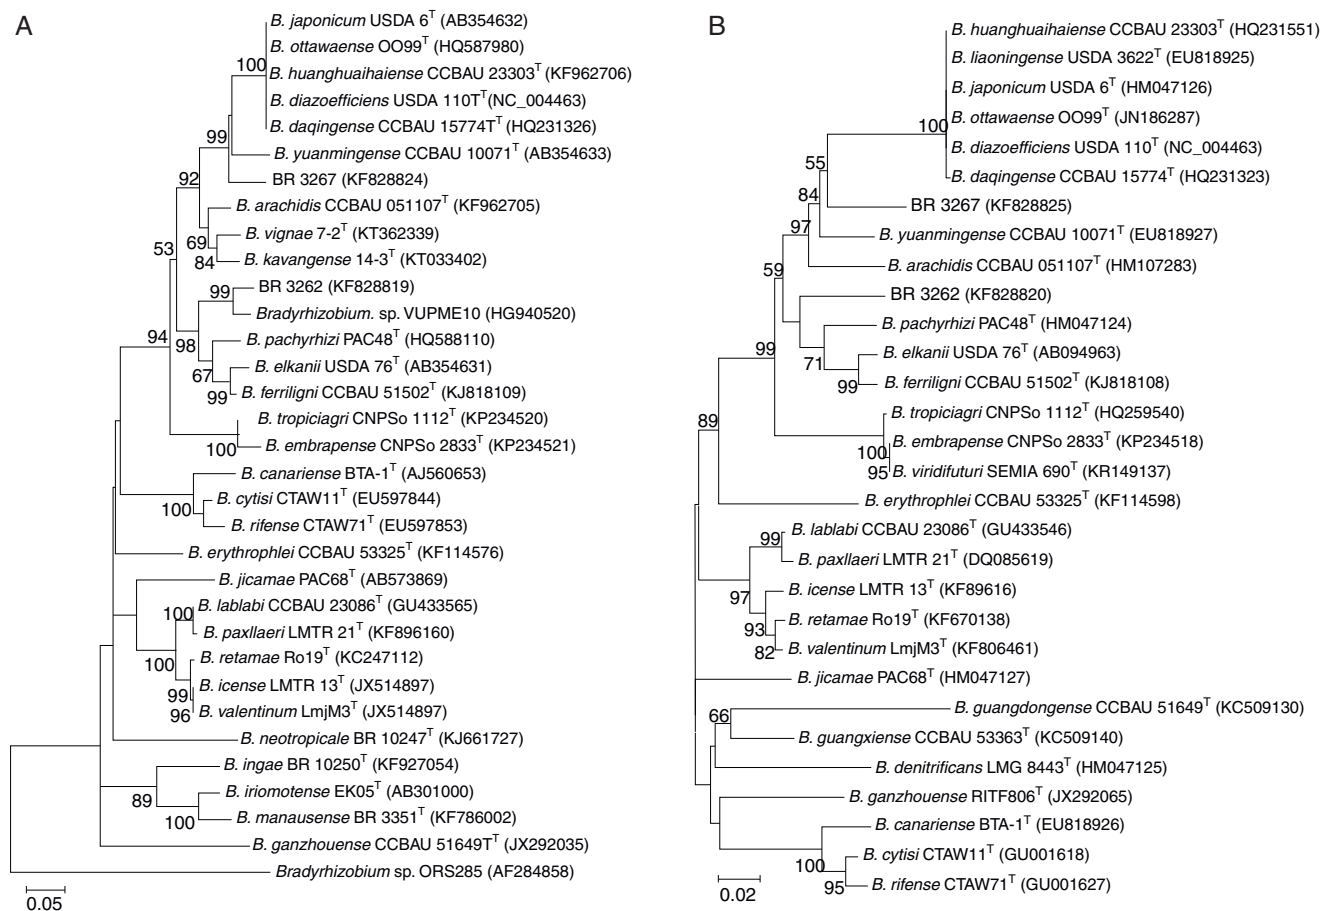 A
B. japonicum USDA 6T (AB354632)
B. ottawaense OO99T (HQ587980)
100
B. huanghuaihaiense CCBAU 23303T (KF962706)
B. diazoefficiens USDA 110TT(NC_004463)
B. daqingense CCBAU 15774TT (HQ231326)
99
B. yuanmingense CCBAU 10071T (AB354633)
92
BR 3267 (KF828824)
B. arachidis CCBAU 051107T (KF962705)
53
69
B. vignae 7-2T (KT362339)
84
B. kavangense 14-3T (KT033402)
99
BR 3262 (KF828819)
Bradyrhizobium. sp. VUPME10 (HG940520)
94
98
B. pachyrhizi PAC48T (HQ588110)
67
B. elkanii USDA 76T (AB354631)
99
B. ferriligni CCBAU 51502T (KJ818109)
B. tropiciagri CNPSo 1112T (KP234520)
100
B. embrapense CNPSo 2833T (KP234521)
B. canariense BTA-1T (AJ560653)
100
B. cytisi CTAW11T (EU597844)
B. rifense CTAW71T (EU597853)
B. erythrophlei CCBAU 53325T (KF114576)
B. jicamae PAC68T (AB573869)
100
B. lablabi CCBAU 23086T (GU433565)
B. paxllaeri LMTR 21T (KF896160)
100
B. retamae Ro19T (KC247112)
99
B. icense LMTR 13T (JX514897)
96
B. valentinum LmjM3T (JX514897)
B. neotropicale BR 10247T (KJ661727)
B. ingae BR 10250T (KF927054)
89
B. iriomotense EK05T (AB301000)
100
B. manausense BR 3351T (KF786002)
B. ganzhouense CCBAU 51649TT (JX292035)
Bradyrhizobium sp. ORS285 (AF284858)
0.05
B
B. huanghuaihaiense CCBAU 23303T (HQ231551)
B. liaoningense USDA 3622T (EU818925)
B. japonicum USDA 6T (HM047126)
B. ottawaense OO99T (JN186287)
100
B. diazoefficiens USDA 110T (NC_004463)
B. daqingense CCBAU 15774T (HQ231323)
55
84
BR 3267 (KF828825)
97
B. yuanmingense CCBAU 10071T (EU818927)
B. arachidis CCBAU 051107T (HM107283)
59
BR 3262 (KF828820)
B. pachyrhizi PAC48T (HM047124)
99
71
B. elkanii USDA 76T (AB094963)
99
B. ferriligni CCBAU 51502T (KJ818108)
B. tropiciagri CNPSo 1112T (HQ259540)
89
B. embrapense CNPSo 2833T (KP234518)
100
95
B. viridifuturi SEMIA 690T (KR149137)
B. erythrophlei CCBAU 53325T (KF114598)
B. lablabi CCBAU 23086T (GU433546)
99
B. paxllaeri LMTR 21T (DQ085619)
97
B. icense LMTR 13T (KF89616)
B. retamae Ro19T (KF670138)
93
82
B. valentinum LmjM3T (KF806461)
B. jicamae PAC68T (HM047127)
66
B. guangdongense CCBAU 51649T (KC509130)
B. guangxiense CCBAU 53363T (KC509140)
B. denitrificans LMG 8443T (HM047125)
B. ganzhouense RITF806T (JX292065)
B. canariense BTA-1T (EU818926)
100
B. cytisi CTAW11T (GU001618)
95
B. rifense CTAW71T (GU001627)
0.02